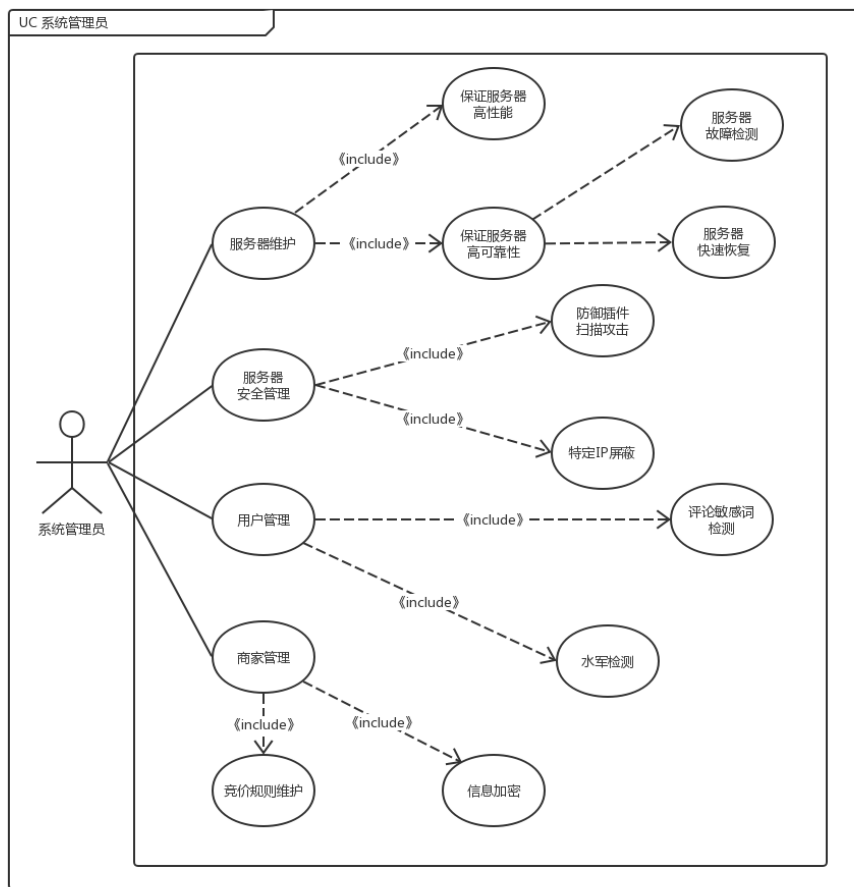 UC 系统管理员
保证服务器
高性能
服务器
故障检测
《include》
服务器维护
《include》
保证服务器
高可靠性
服务器
快速恢复
防御插件
扫描攻击
《include》
服务器
安全管理
《include》
特定IP屏蔽
系统管理员
用户管理
《include》
评论敏感词
检测
《include》
水军检测
商家管理
《include》
《include》
竞价规则维护
信息加密